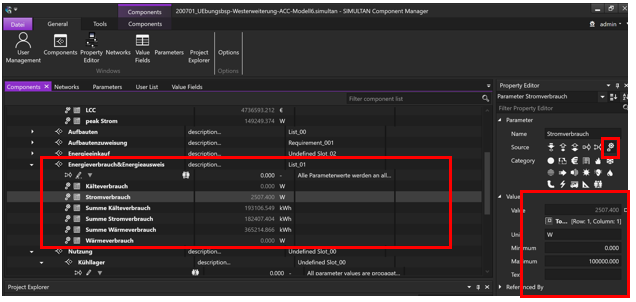 Components
200701_UEbungsbsp-Westerweiterung-ACC-Modell6.simultan - SIMULTAN Component Manager
Datei General Tools Components admin
User Management Components Property Editor Networks Value Fields Parameters Project Explorer Options
Windows Options
Components Networks Parameters User List Value Fields
Filter component list
LCC 4736593.212 €
peak Strom 149249.374 W
Aufbauten description... List_00
Aufbautenzuweisung description... Requirement_001
Energieeinkauf description... Undefined Slot_02
Energieverbrauch&Energieausweis description... List_01
0.000 - Alle Parameterwerte werden an all...
Kälteverbrauch 0.000 W
Stromverbrauch 2507.400 W
Summe Kälteverbrauch 193106.549 kWh
Summe Stromverbrauch 182407.404 kWh
Summe Wärmeverbrauch 365214.866 kWh
Wärmeverbrauch 0.000 W
Nutzung description... Undefined Slot_00
Kühllager description... Undefined Slot_00
0.000 - All parameter values are propagat...
Project Explorer
Property Editor
Parameter Stromverbrauch
Filter Property Editor
Parameter
Name Stromverbrauch
Source
Category
Value
Value 2507.400
To... [Row: 1, Column: 1]
Unit W
Minimum 0.000
Maximum 100000.000
Text
Referenced By